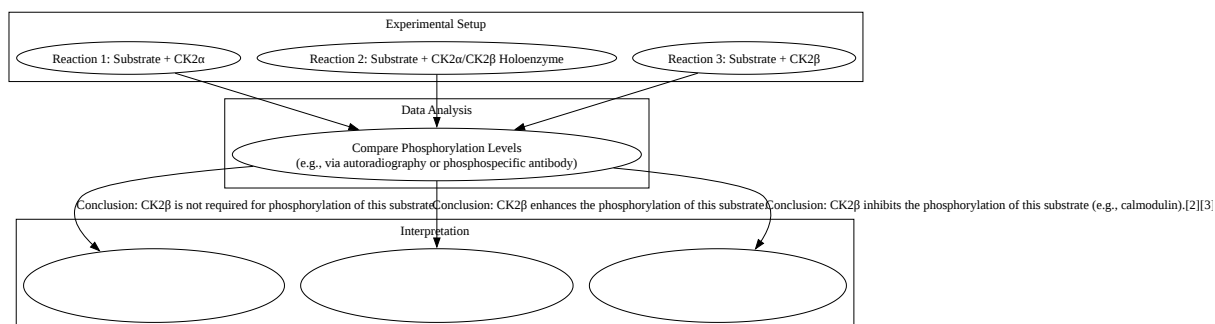 Experimental Setup
Reaction 1: Substrate + CK2α
Reaction 2: Substrate + CK2α/CK2β Holoenzyme
Reaction 3: Substrate + CK2β
Data Analysis
Compare Phosphorylation Levels
(e.g., via autoradiography or phosphospecific antibody)
Conclusion: CK2β is not required for phosphorylation of this substrate
Conclusion: CK2β enhances the phosphorylation of this substrate
Conclusion: CK2β inhibits the phosphorylation of this substrate (e.g., calmodulin).[2][3]
Interpretation